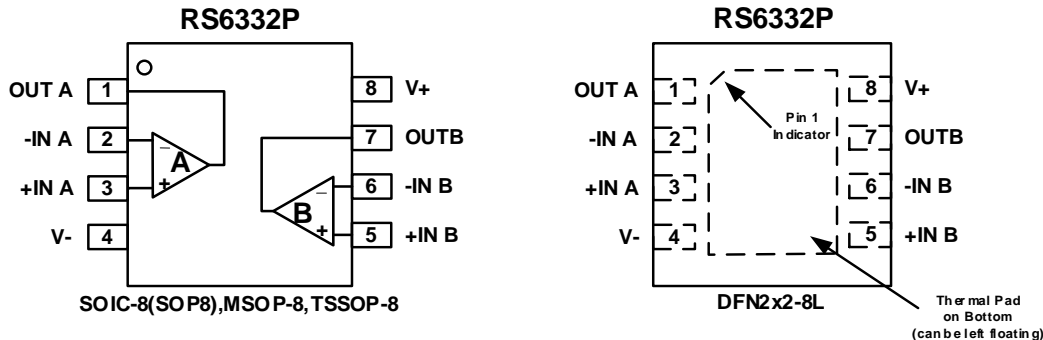 RS6332P
OUT A 1
-IN A 2
+IN A 3
V- 4
8 V+
7 OUTB
6 -IN B
5 +IN B
− A +
− B +
SOIC-8(SOP8),MSOP-8,TSSOP-8
RS6332P
OUT A 1
-IN A 2
+IN A 3
V- 4
8 V+
7 OUTB
6 -IN B
5 +IN B
Pin 1
Indicator
DFN2x2-8L
Thermal Pad
on Bottom
(can be left floating)